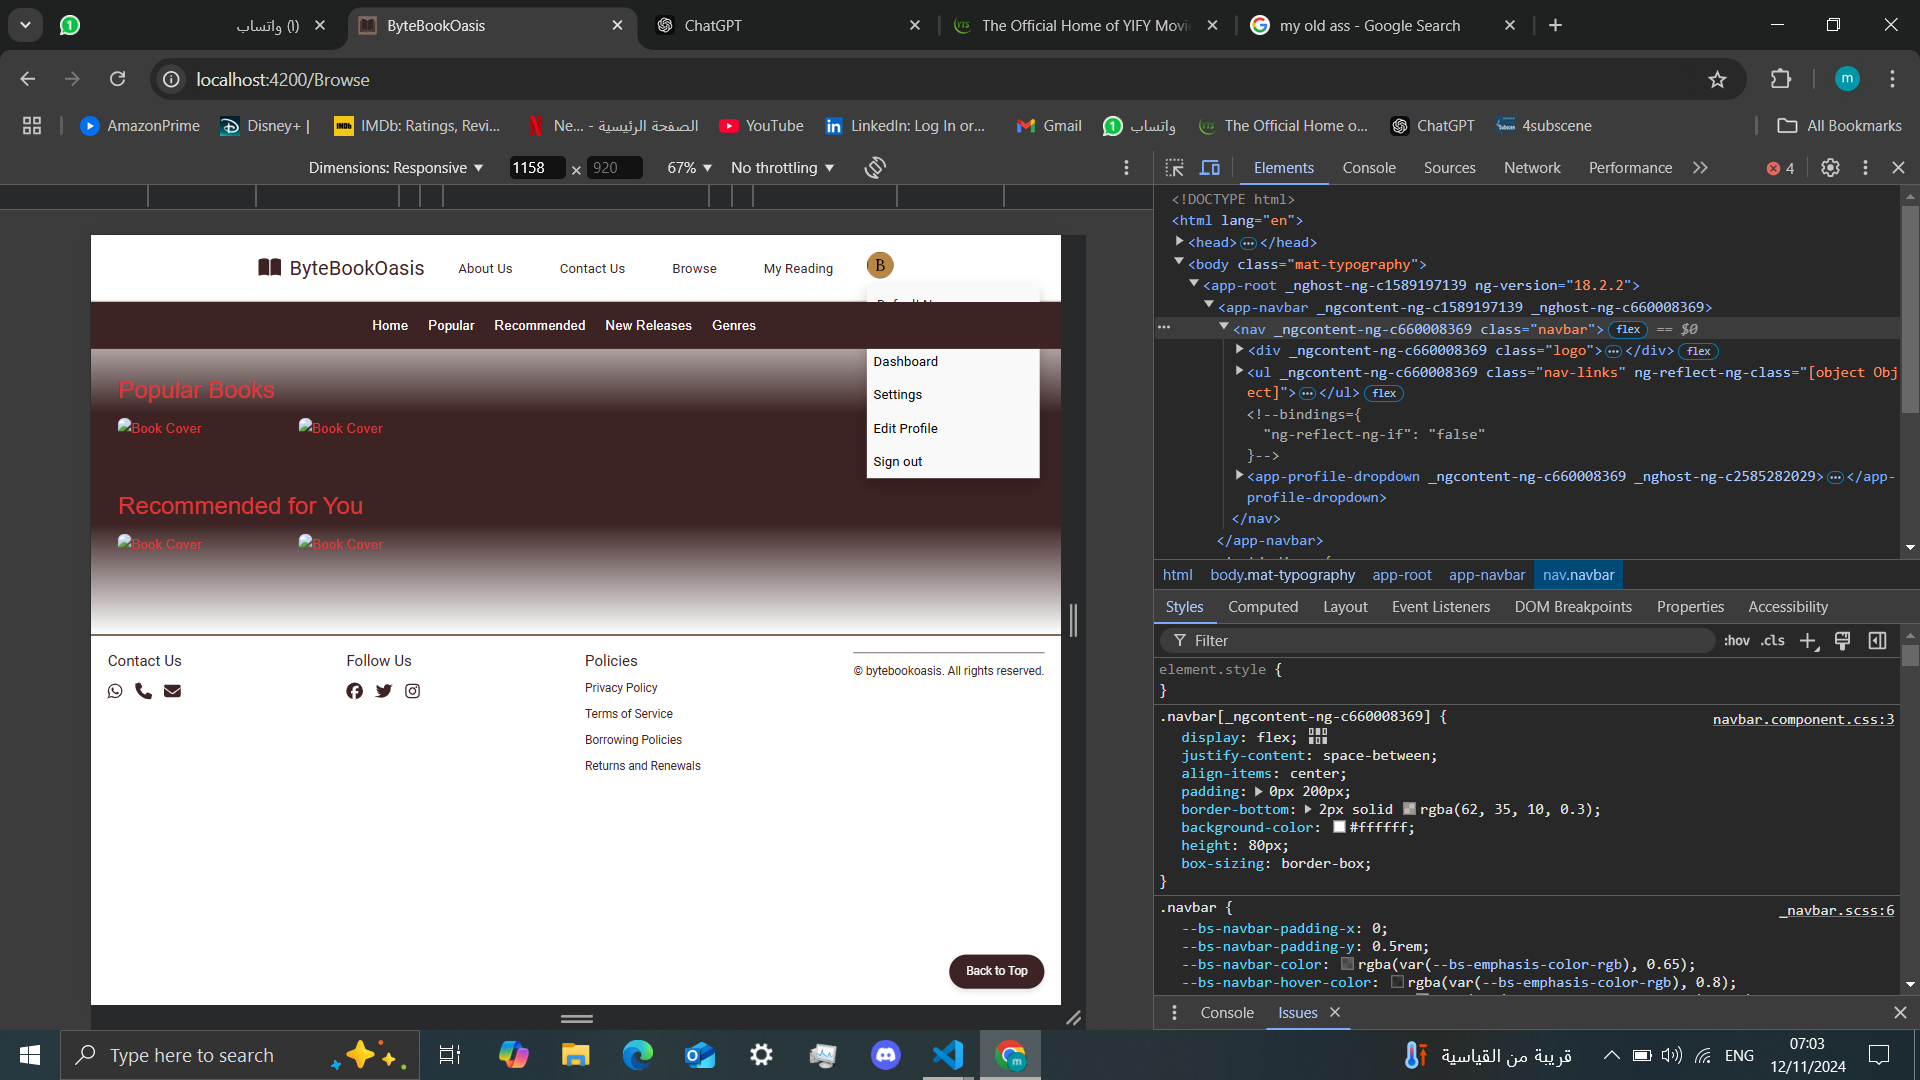 (1) واتساب
ByteBookOasis
ChatGPT
The Official Home of YIFY Movi
my old ass - Google Search
localhost:4200/Browse
m
AmazonPrime
Disney+ |
IMDb: Ratings, Revi...
Ne... - الصفحة الرئيسية
YouTube
LinkedIn: Log In or...
Gmail
واتساب
The Official Home o...
ChatGPT
4subscene
All Bookmarks
Dimensions: Responsive
1158 × 920
67%
No throttling
Elements
Console
Sources
Network
Performance
4
ByteBookOasis
About Us
Contact Us
Browse
My Reading
B
Home
Popular
Recommended
New Releases
Genres
Dashboard
Settings
Edit Profile
Sign out
Popular Books
Book Cover
Book Cover
Recommended for You
Book Cover
Book Cover
Contact Us
Follow Us
Policies
Privacy Policy
Terms of Service
Borrowing Policies
Returns and Renewals
© bytebookoasis. All rights reserved.
Back to Top
<!DOCTYPE html>
<html lang="en">
<head>…</head>
<body class="mat-typography">
<app-root _nghost-ng-c1589197139 ng-version="18.2.2">
<app-navbar _ngcontent-ng-c1589197139 _nghost-ng-c660008369>
<nav _ngcontent-ng-c660008369 class="navbar"> flex == $0
<div _ngcontent-ng-c660008369 class="logo">…</div> flex
<ul _ngcontent-ng-c660008369 class="nav-links" ng-reflect-ng-class="[object Obj
ect]">…</ul> flex
<!--bindings={
"ng-reflect-ng-if": "false"
}-->
<app-profile-dropdown _ngcontent-ng-c660008369 _nghost-ng-c2585282029>…</app-
profile-dropdown>
</nav>
</app-navbar>
html
body.mat-typography
app-root
app-navbar
nav.navbar
Styles
Computed
Layout
Event Listeners
DOM Breakpoints
Properties
Accessibility
Filter
:hov
.cls
element.style {
}
.navbar[_ngcontent-ng-c660008369] {
navbar.component.css:3
display: flex;
justify-content: space-between;
align-items: center;
padding: 0px 200px;
border-bottom: 2px solid rgba(62, 35, 10, 0.3);
background-color: #ffffff;
height: 80px;
box-sizing: border-box;
}
.navbar {
_navbar.scss:6
--bs-navbar-padding-x: 0;
--bs-navbar-padding-y: 0.5rem;
--bs-navbar-color: rgba(var(--bs-emphasis-color-rgb), 0.65);
--bs-navbar-hover-color: rgba(var(--bs-emphasis-color-rgb), 0.8);
Console
Issues
Type here to search
قريبة من القياسية
ENG
07:03
12/11/2024